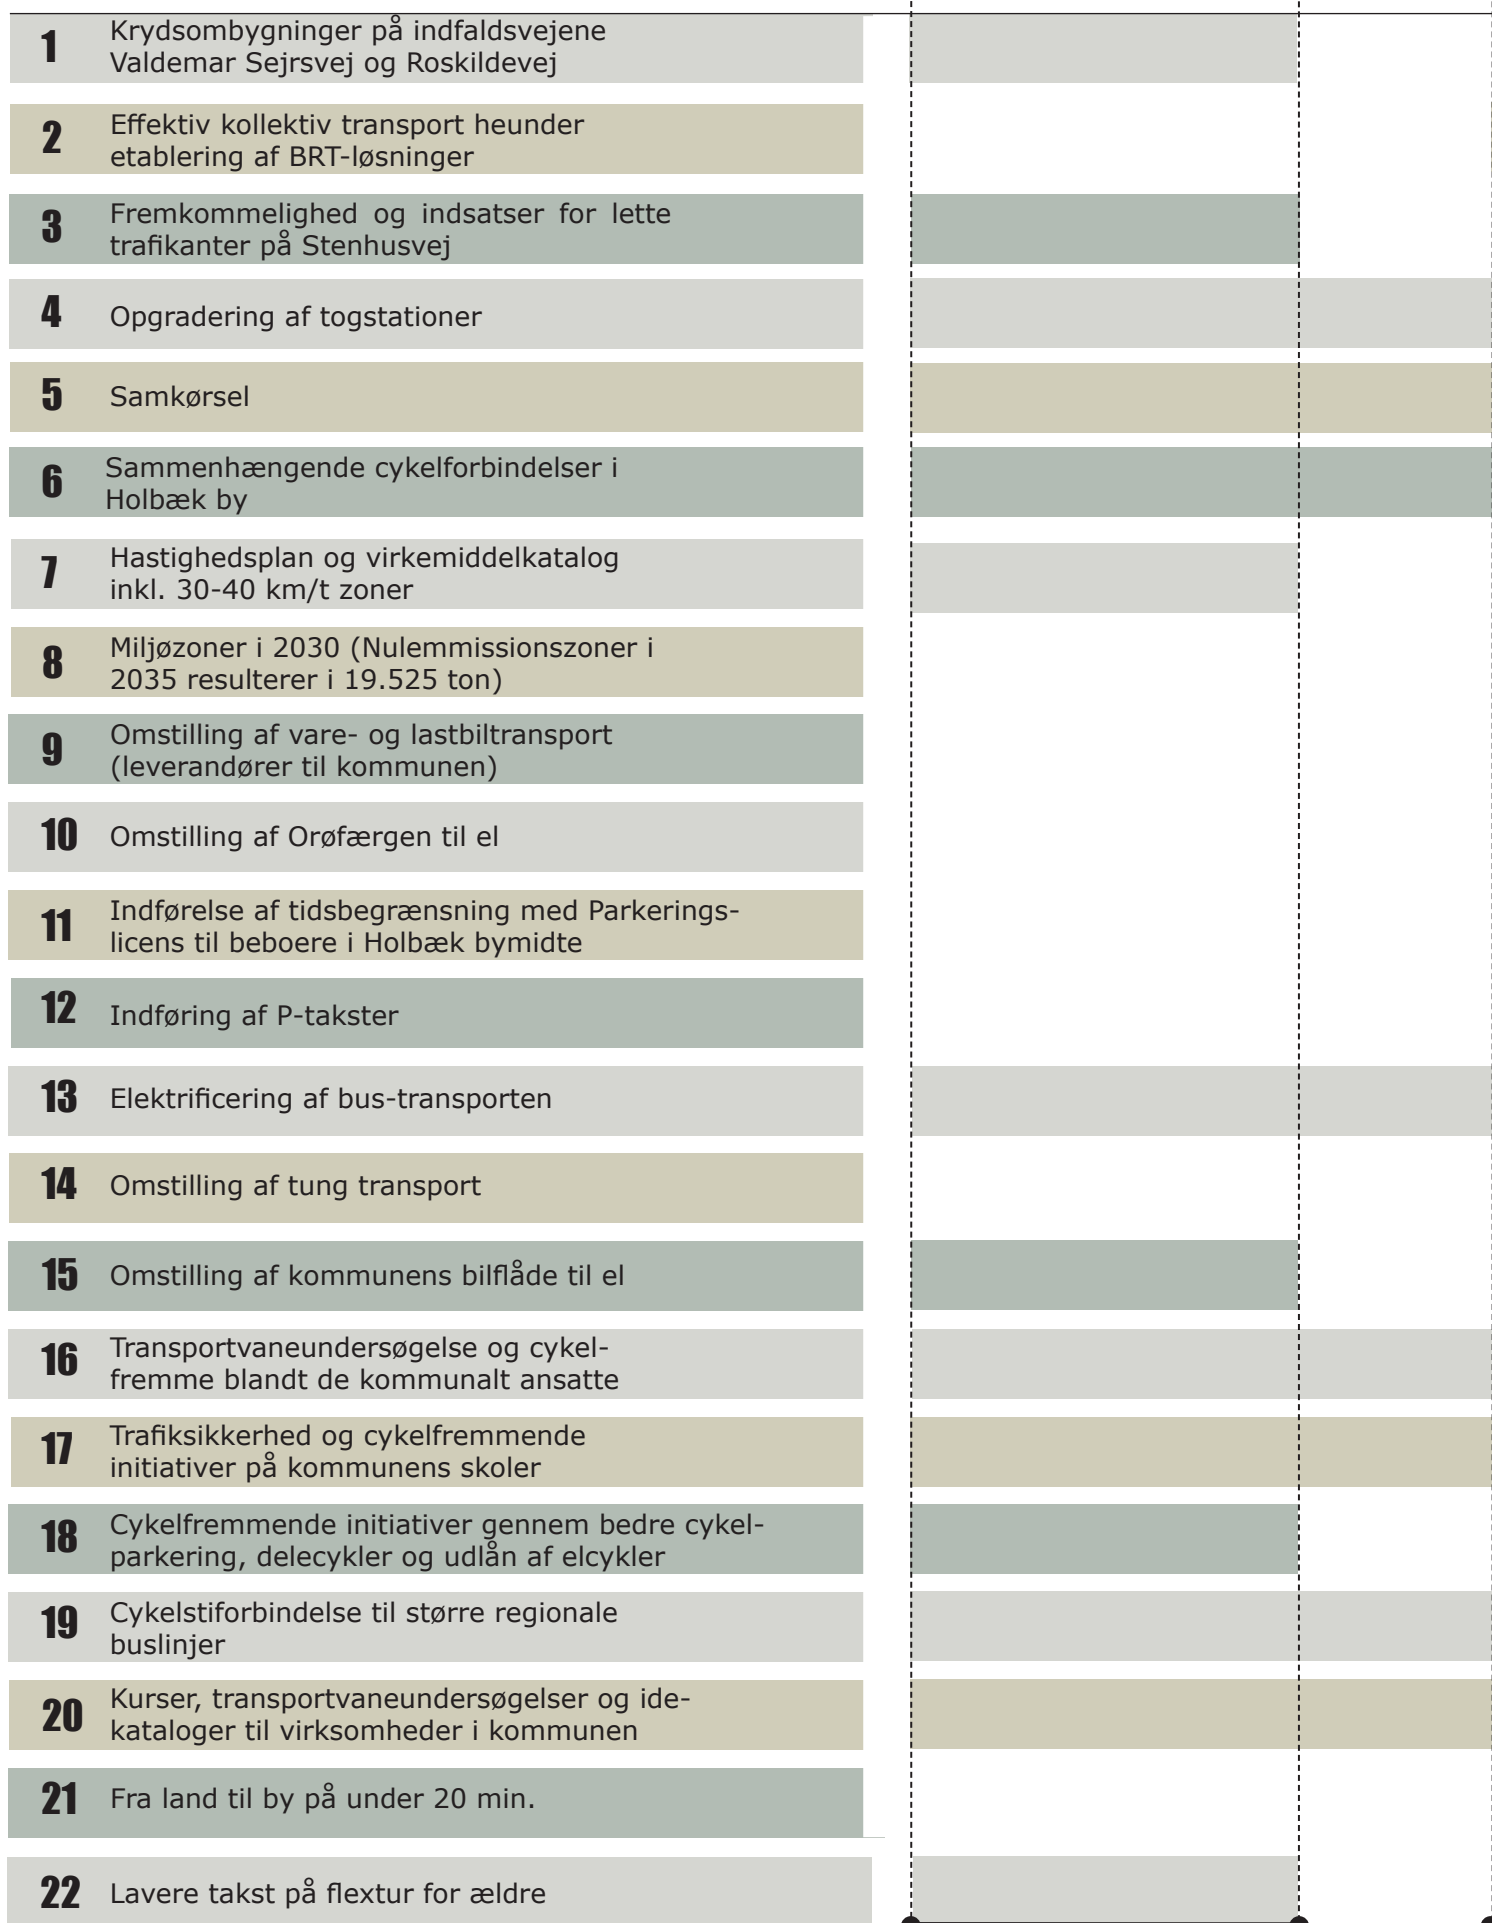 1
Krydsombygninger på indfaldsvejene
Valdemar Sejrsvej og Roskildevej
2
Effektiv kollektiv transport heunder
etablering af BRT-løsninger
3
Fremkommelighed og indsatser for lette
trafikanter på Stenhusvej
4
Opgradering af togstationer
5
Samkørsel
6
Sammenhængende cykelforbindelser i
Holbæk by
7
Hastighedsplan og virkemiddelkatalog
inkl. 30-40 km/t zoner
8
Miljøzoner i 2030 (Nulemmissionszoner i
2035 resulterer i 19.525 ton)
9
Omstilling af vare- og lastbiltransport
(leverandører til kommunen)
10
Omstilling af Orøfærgen til el
11
Indførelse af tidsbegrænsning med Parkerings-
licens til beboere i Holbæk bymidte
12
Indføring af P-takster
13
Elektrificering af bus-transporten
14
Omstilling af tung transport
15
Omstilling af kommunens bilflåde til el
16
Transportvaneundersøgelse og cykel-
fremme blandt de kommunalt ansatte
17
Trafiksikkerhed og cykelfremmende
initiativer på kommunens skoler
18
Cykelfremmende initiativer gennem bedre cykel-
parkering, delecykler og udlån af elcykler
19
Cykelstiforbindelse til større regionale
buslinjer
20
Kurser, transportvaneundersøgelser og ide-
kataloger til virksomheder i kommunen
21
Fra land til by på under 20 min.
22
Lavere takst på flextur for ældre